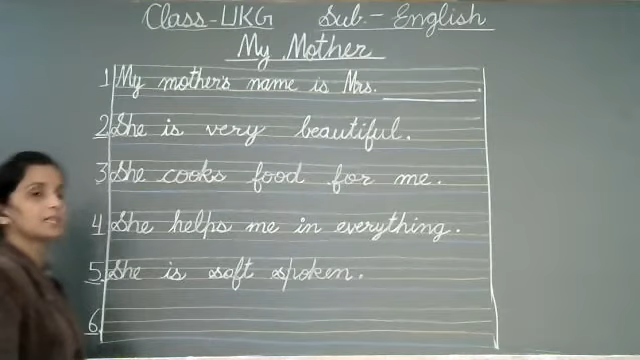 Class-UKG Sub.- English
My Mother
1 My mother's name is Mrs. ________.
2 She is very beautiful.
3 She cooks food for me.
4 She helps me in everything.
5 She is soft spoken.
6